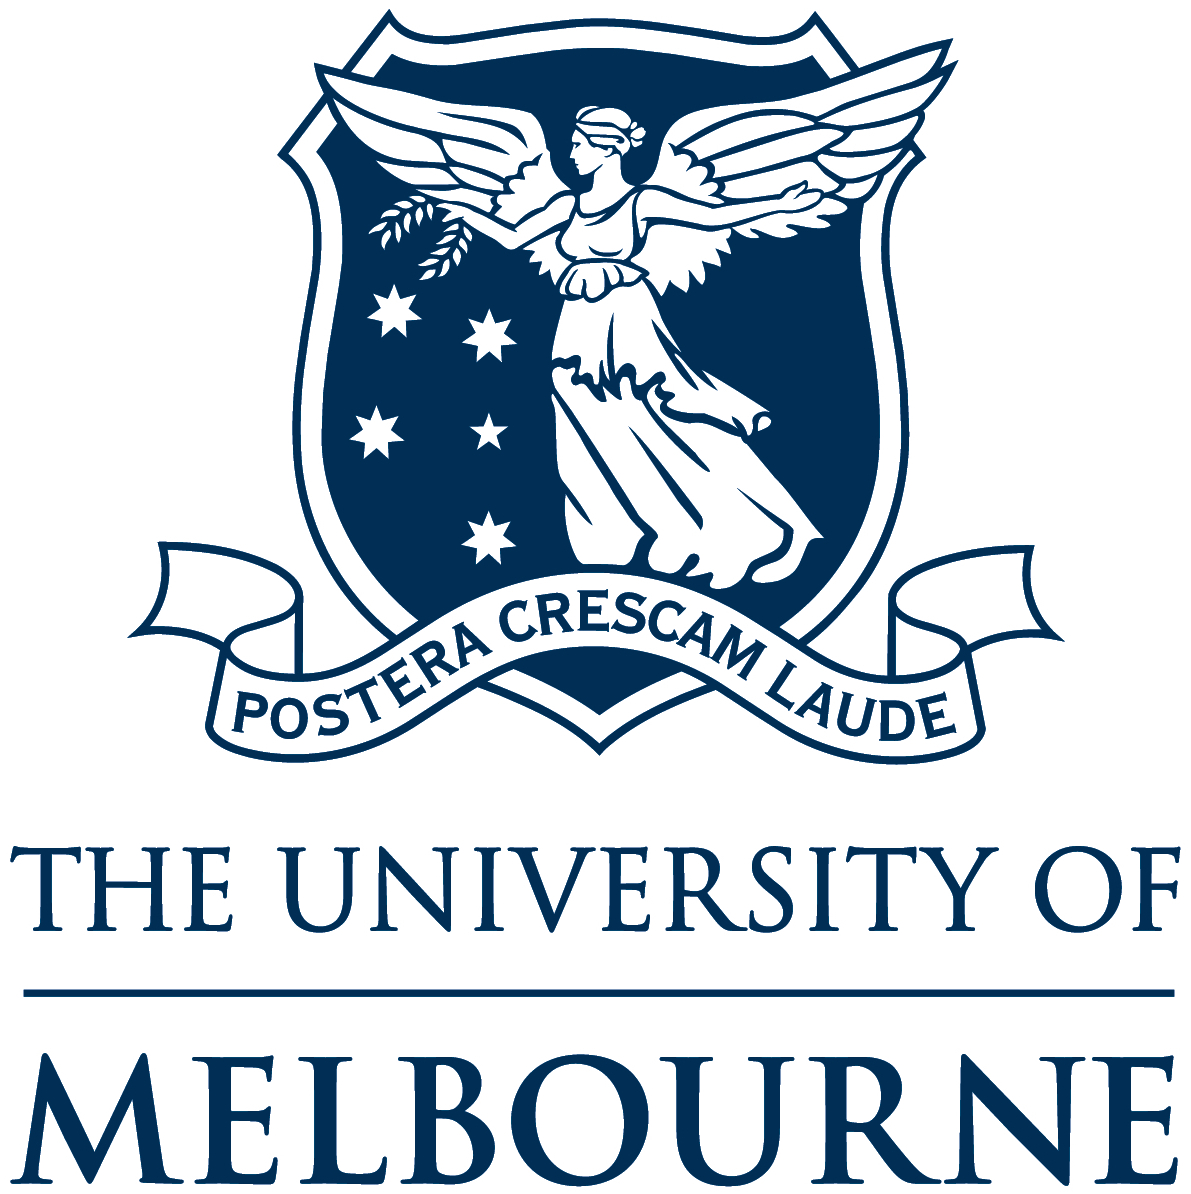 POSTERA CRESCAM LAUDE
THE UNIVERSITY OF
MELBOURNE